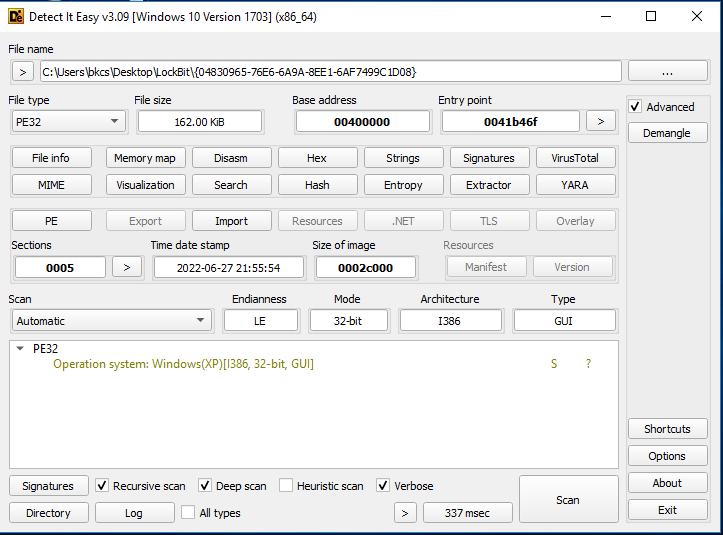 Detect It Easy v3.09 [Windows 10 Version 1703] (x86_64)
File name
> C:\Users\bkcs\Desktop\LockBit\{04830965-76E6-6A9A-8EE1-6AF7499C1D08} ...
File type File size Base address Entry point Advanced
PE32 162.00 KiB 00400000 0041b46f > Demangle
File info Memory map Disasm Hex Strings Signatures VirusTotal
MIME Visualization Search Hash Entropy Extractor YARA
PE Export Import Resources .NET TLS Overlay
Sections Time date stamp Size of image Resources
0005 > 2022-06-27 21:55:54 0002c000 Manifest Version
Scan Endianness Mode Architecture Type
Automatic LE 32-bit I386 GUI
PE32
Operation system: Windows(XP)[I386, 32-bit, GUI] S ?
Shortcuts
Options
Signatures Recursive scan Deep scan Heuristic scan Verbose Scan About
Directory Log All types > 337 msec Exit